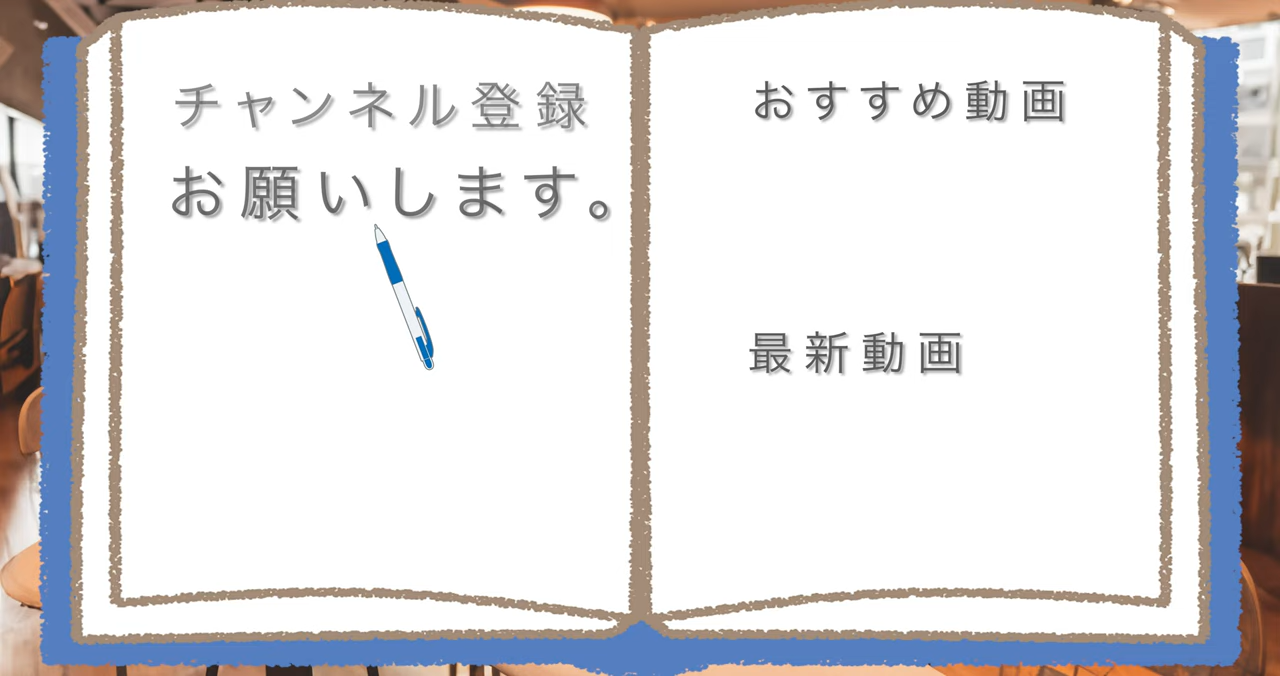 チャンネル登録
お願いします。
おすすめ動画
最新動画